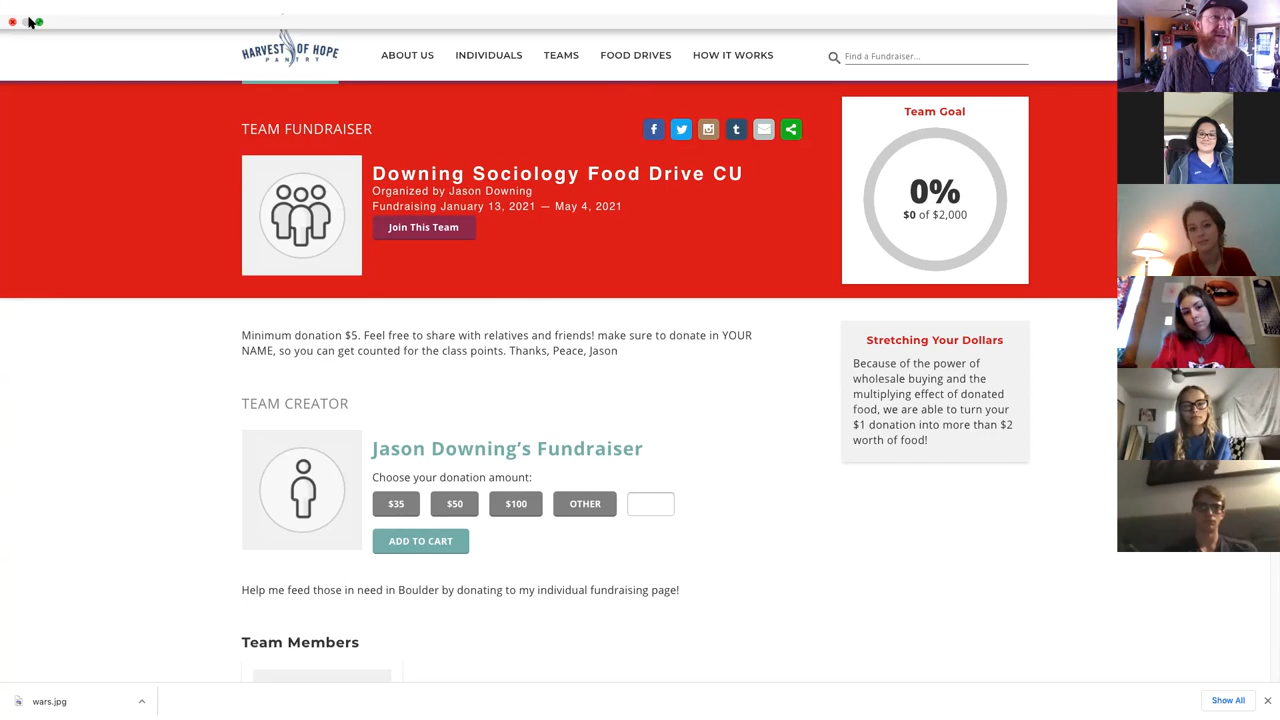 HARVEST OF HOPE
PANTRY
ABOUT US INDIVIDUALS TEAMS FOOD DRIVES HOW IT WORKS
Find a Fundraiser...
TEAM FUNDRAISER
f
t
Downing Sociology Food Drive CU
Organized by Jason Downing
Fundraising January 13, 2021 — May 4, 2021
Join This Team
Team Goal
0%
$0 of $2,000
Minimum donation $5. Feel free to share with relatives and friends! make sure to donate in YOUR
NAME, so you can get counted for the class points. Thanks, Peace, Jason
Stretching Your Dollars
Because of the power of
wholesale buying and the
multiplying effect of donated
food, we are able to turn your
$1 donation into more than $2
worth of food!
TEAM CREATOR
Jason Downing's Fundraiser
Choose your donation amount:
$35 $50 $100 OTHER
ADD TO CART
Help me feed those in need in Boulder by donating to my individual fundraising page!
Team Members
wars.jpg
Show All